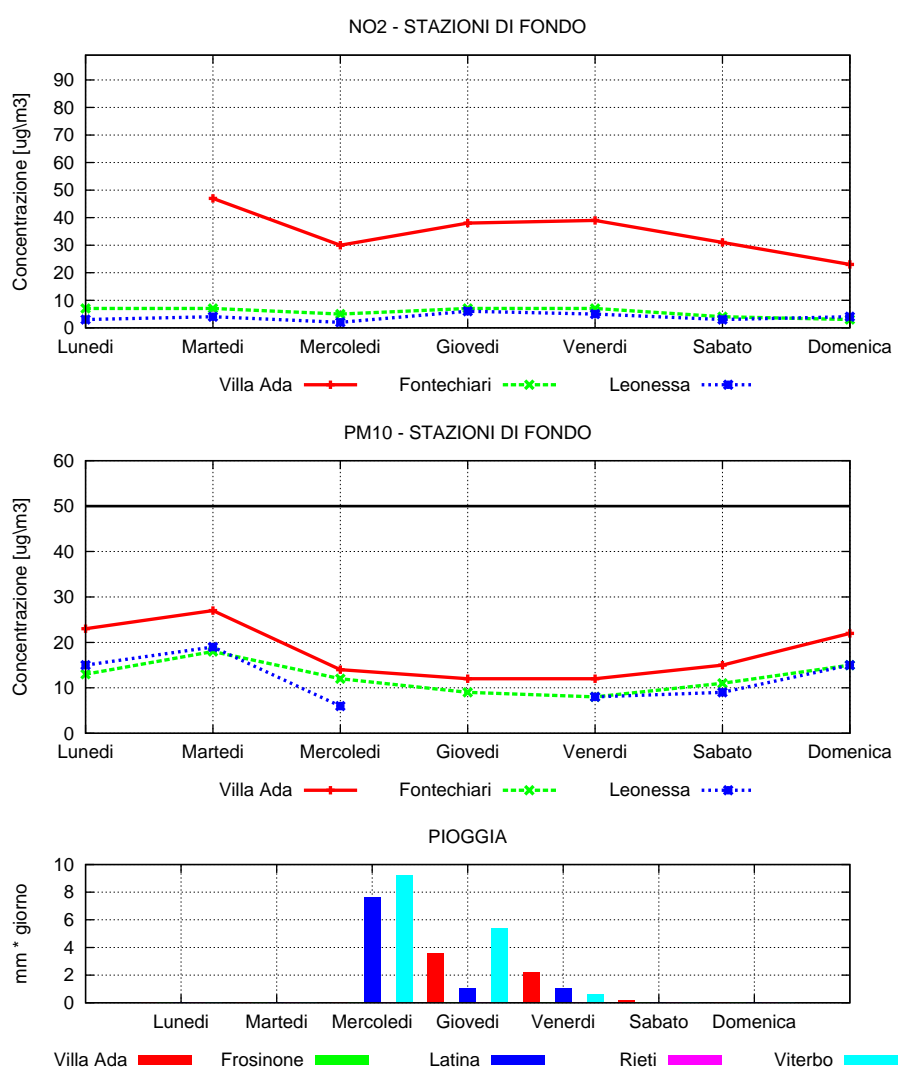 NO2 - STAZIONI DI FONDO
Concentrazione [ug\m3]
90
80
70
60
50
40
30
20
10
0
Lunedi Martedi Mercoledi Giovedi Venerdi Sabato Domenica
Villa Ada Fontechiari Leonessa
PM10 - STAZIONI DI FONDO
Concentrazione [ug\m3]
60
50
40
30
20
10
0
Lunedi Martedi Mercoledi Giovedi Venerdi Sabato Domenica
Villa Ada Fontechiari Leonessa
PIOGGIA
mm * giorno
10
8
6
4
2
0
Lunedi Martedi Mercoledi Giovedi Venerdi Sabato Domenica
Villa Ada Frosinone Latina Rieti Viterbo